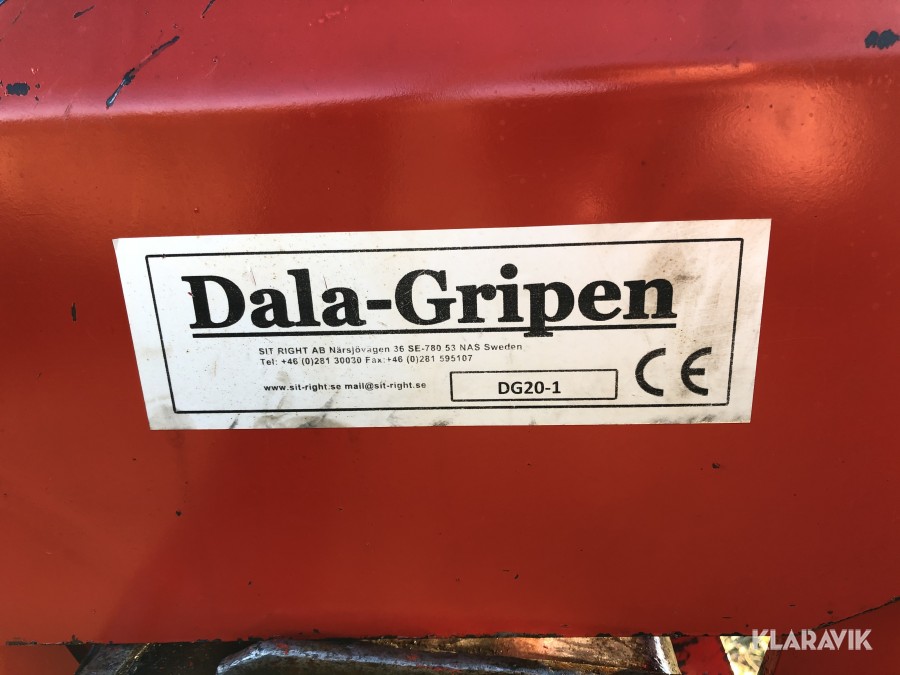 Dala-Gripen
SIT RIGHT AB Närsjövägen 36 SE-780 53 NAS Sweden
Tel: +46 (0)281 30030 Fax:+46 (0)281 595107
www.sit-right.se mail@sit-right.se
DG20-1
CE
KLARAVIK